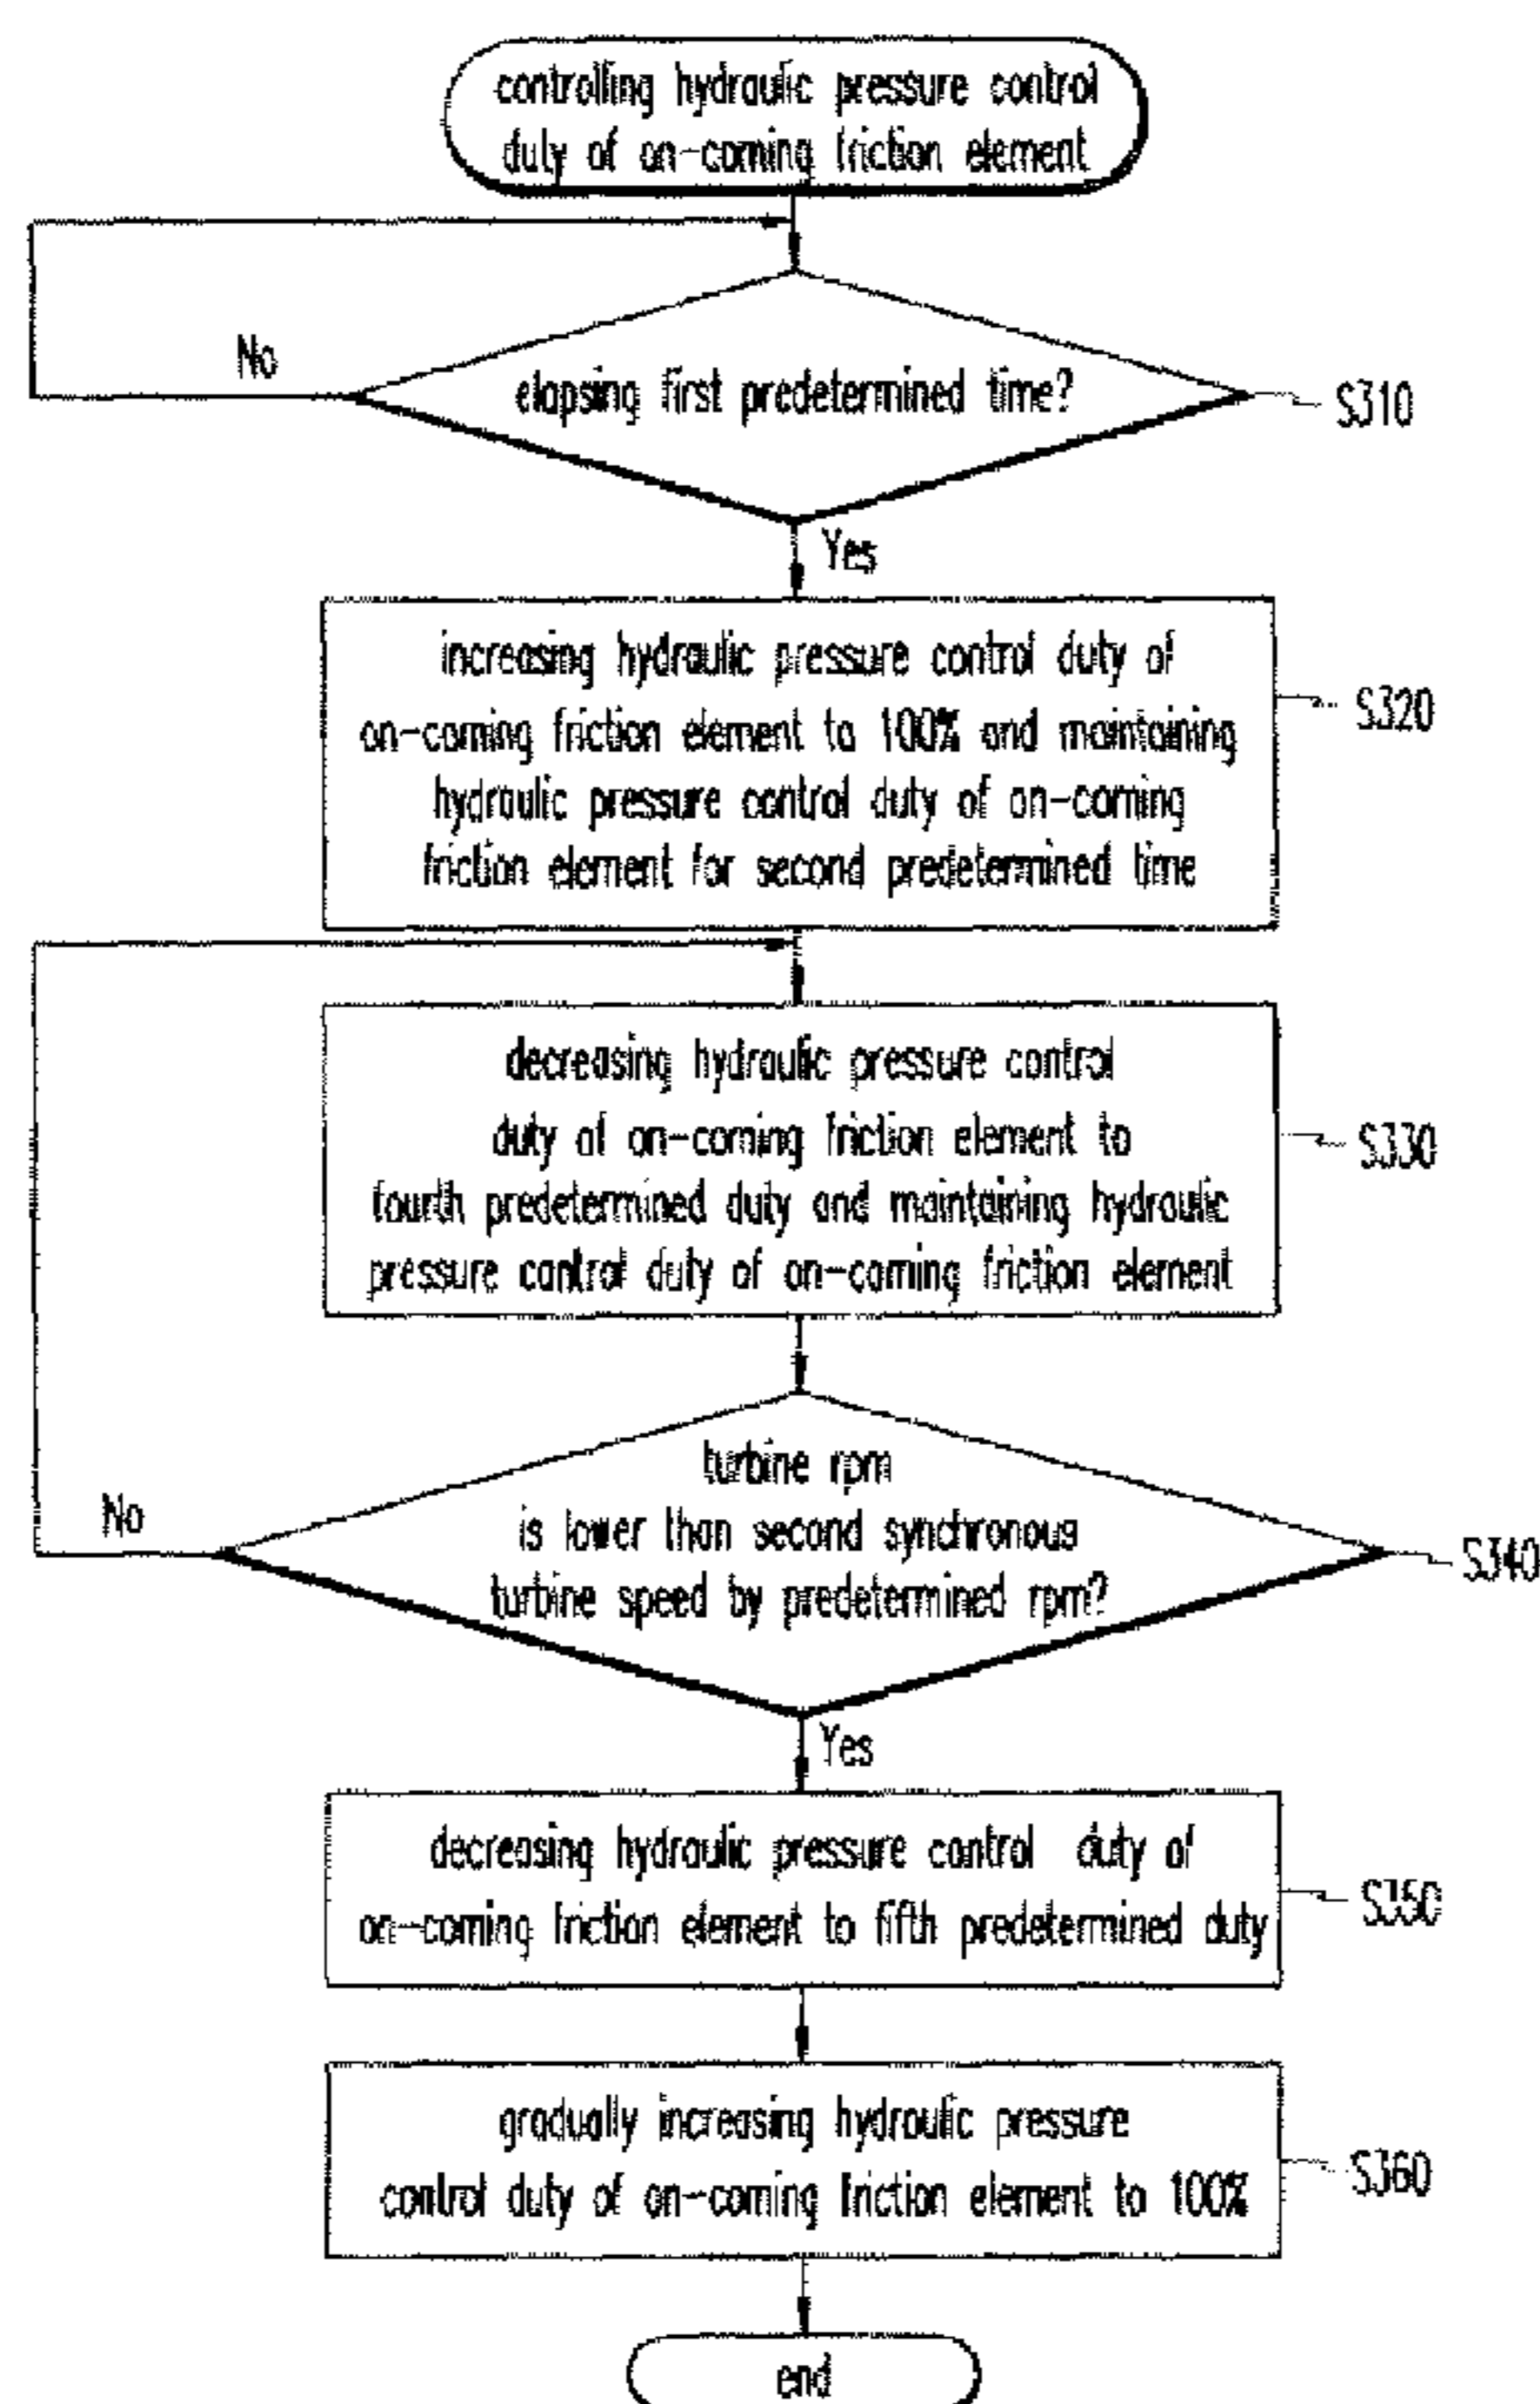 controlling hydraulic pressure control
duty of on-coming friction element
No
elapsing first predetermined time?
S310
Yes
increasing hydraulic pressure control duty of
on-coming friction element to 100% and maintaining
hydraulic pressure control duty of on-coming
friction element for second predetermined time
S320
decreasing hydraulic pressure control
duty of on-coming friction element to
fourth predetermined duty and maintaining hydraulic
pressure control duty of on-coming friction element
S330
turbine rpm
is lower than second synchronous
turbine speed by predetermined rpm?
No
S340
Yes
decreasing hydraulic pressure control duty of
on-coming friction element to fifth predetermined duty
S350
gradually increasing hydraulic pressure
control duty of on-coming friction element to 100%
S360
end